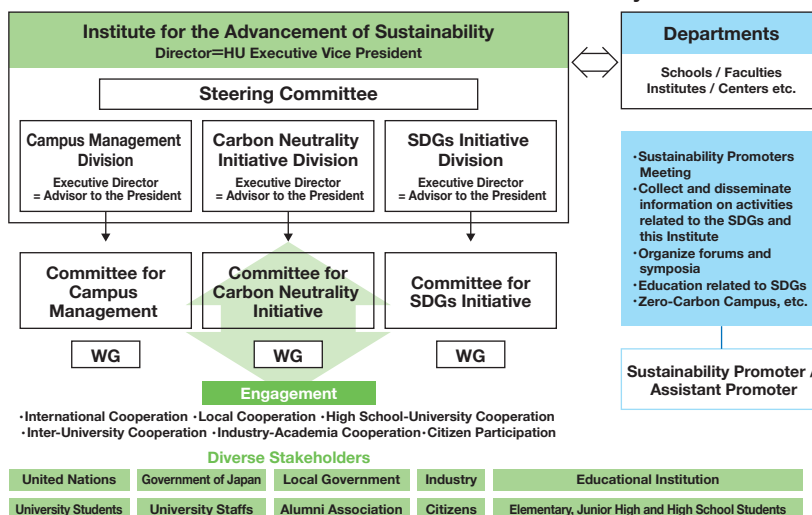 Institute for the Advancement of Sustainability
Director=HU Executive Vice President
Steering Committee
Campus Management
Division
Executive Director
= Advisor to the President
Carbon Neutrality
Initiative Division
Executive Director
= Advisor to the President
SDGs Initiative
Division
Executive Director
= Advisor to the President
Committee for
Campus
Management
Committee for
Carbon Neutrality
Initiative
Committee for
SDGs Initiative
WG
WG
WG
Engagement
・International Cooperation ・Local Cooperation ・High School-University Cooperation
・Inter-University Cooperation ・Industry-Academia Cooperation・Citizen Participation
Diverse Stakeholders
United Nations
Government of Japan
Local Government
Industry
Educational Institution
University Students
University Staffs
Alumni Association
Citizens
Elementary, Junior High and High School Students
Departments
Schools / Faculties
Institutes / Centers etc.
・Sustainability Promoters
Meeting
・Collect and disseminate
information on activities
related to the SDGs and
this Institute
・Organize forums and
symposia
・Education related to SDGs
・Zero-Carbon Campus, etc.
Sustainability Promoter /
Assistant Promoter